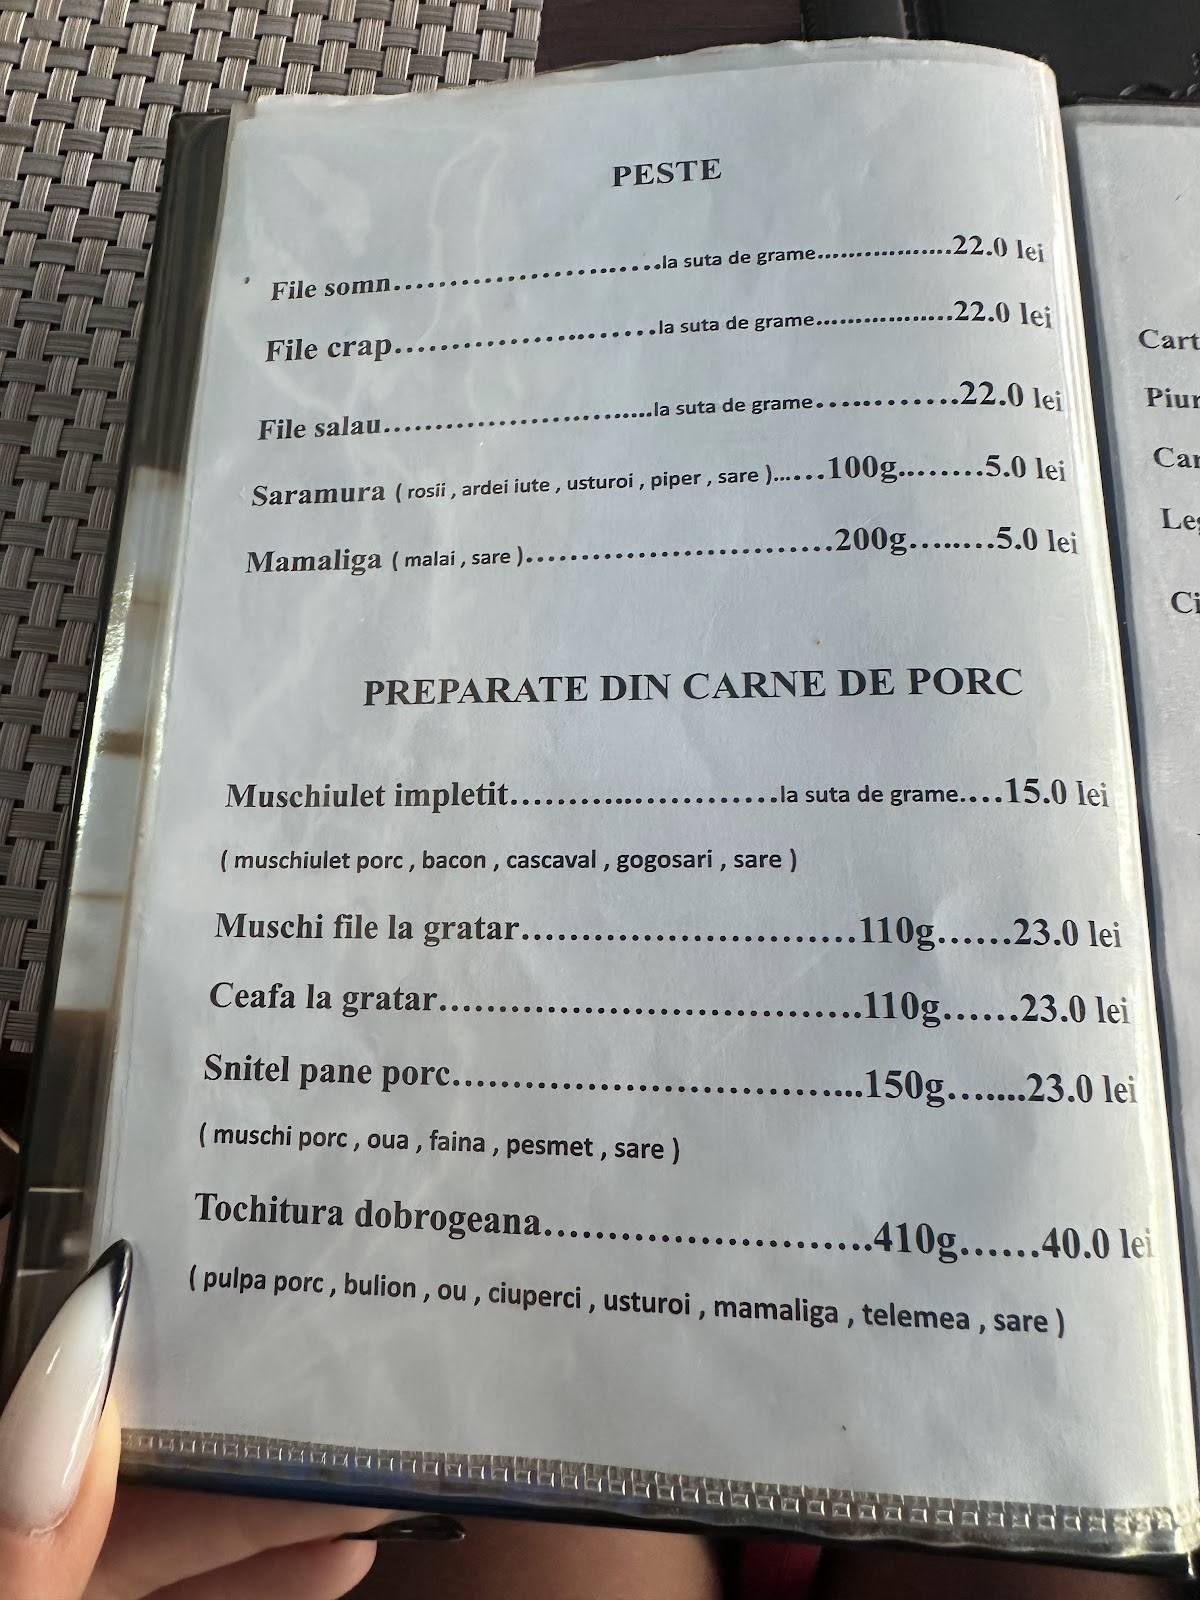 PESTE
File somn........................la suta de grame.................22.0 lei
File crap........................la suta de grame.................22.0 lei
File salau........................la suta de grame.............22.0 lei
Saramura ( rosii , ardei iute , usturoi , piper , sare )......100g........5.0 lei
Mamaliga ( malai , sare )............................200g........5.0 lei
PREPARATE DIN CARNE DE PORC
Muschiulet impletit........................la suta de grame....15.0 lei
( muschiulet porc , bacon , cascaval , gogosari , sare )
Muschi file la gratar............................110g......23.0 lei
Ceafa la gratar...................................110g......23.0 lei
Snitel pane porc...................................150g.......23.0 lei
( muschi porc , oua , faina , pesmet , sare )
Tochitura dobrogeana............................410g......40.0 lei
( pulpa porc , bulion , ou , ciuperci , usturoi , mamaliga , telemea , sare )